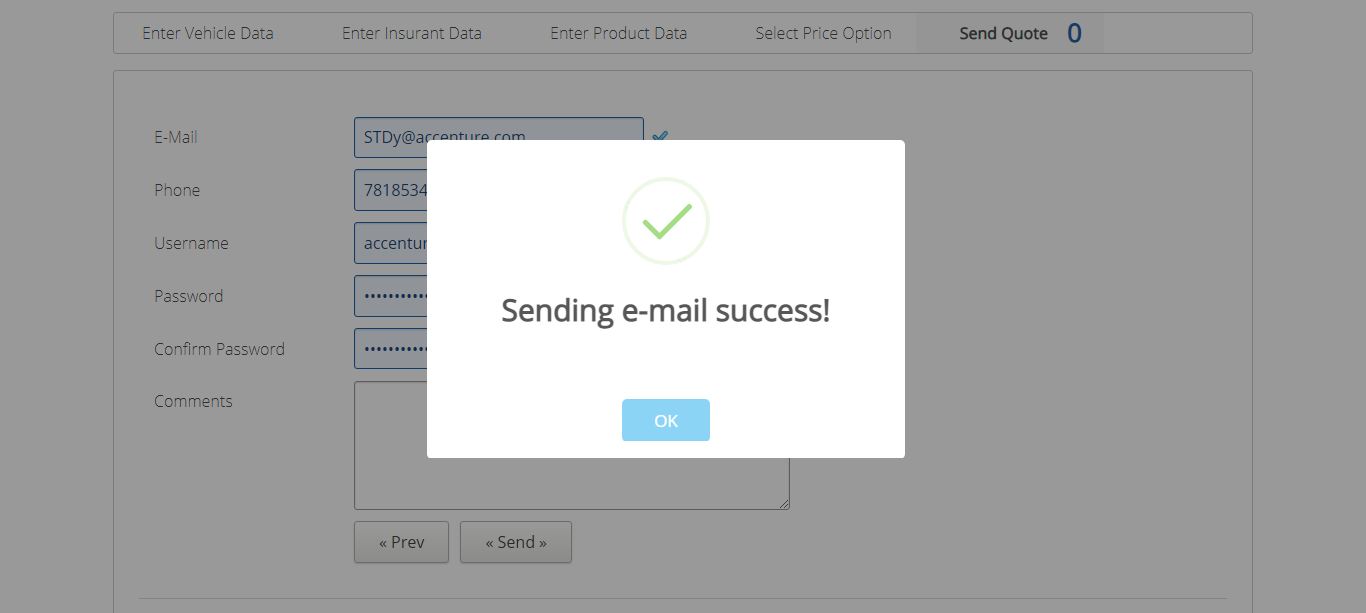 Enter Vehicle Data Enter Insurant Data Enter Product Data Select Price Option Send Quote 0
E-Mail STDy@accenture.com
Phone 7818534
Username accentur
Password ···········
Confirm Password ···········
Comments
Sending e-mail success!
OK
« Prev « Send »